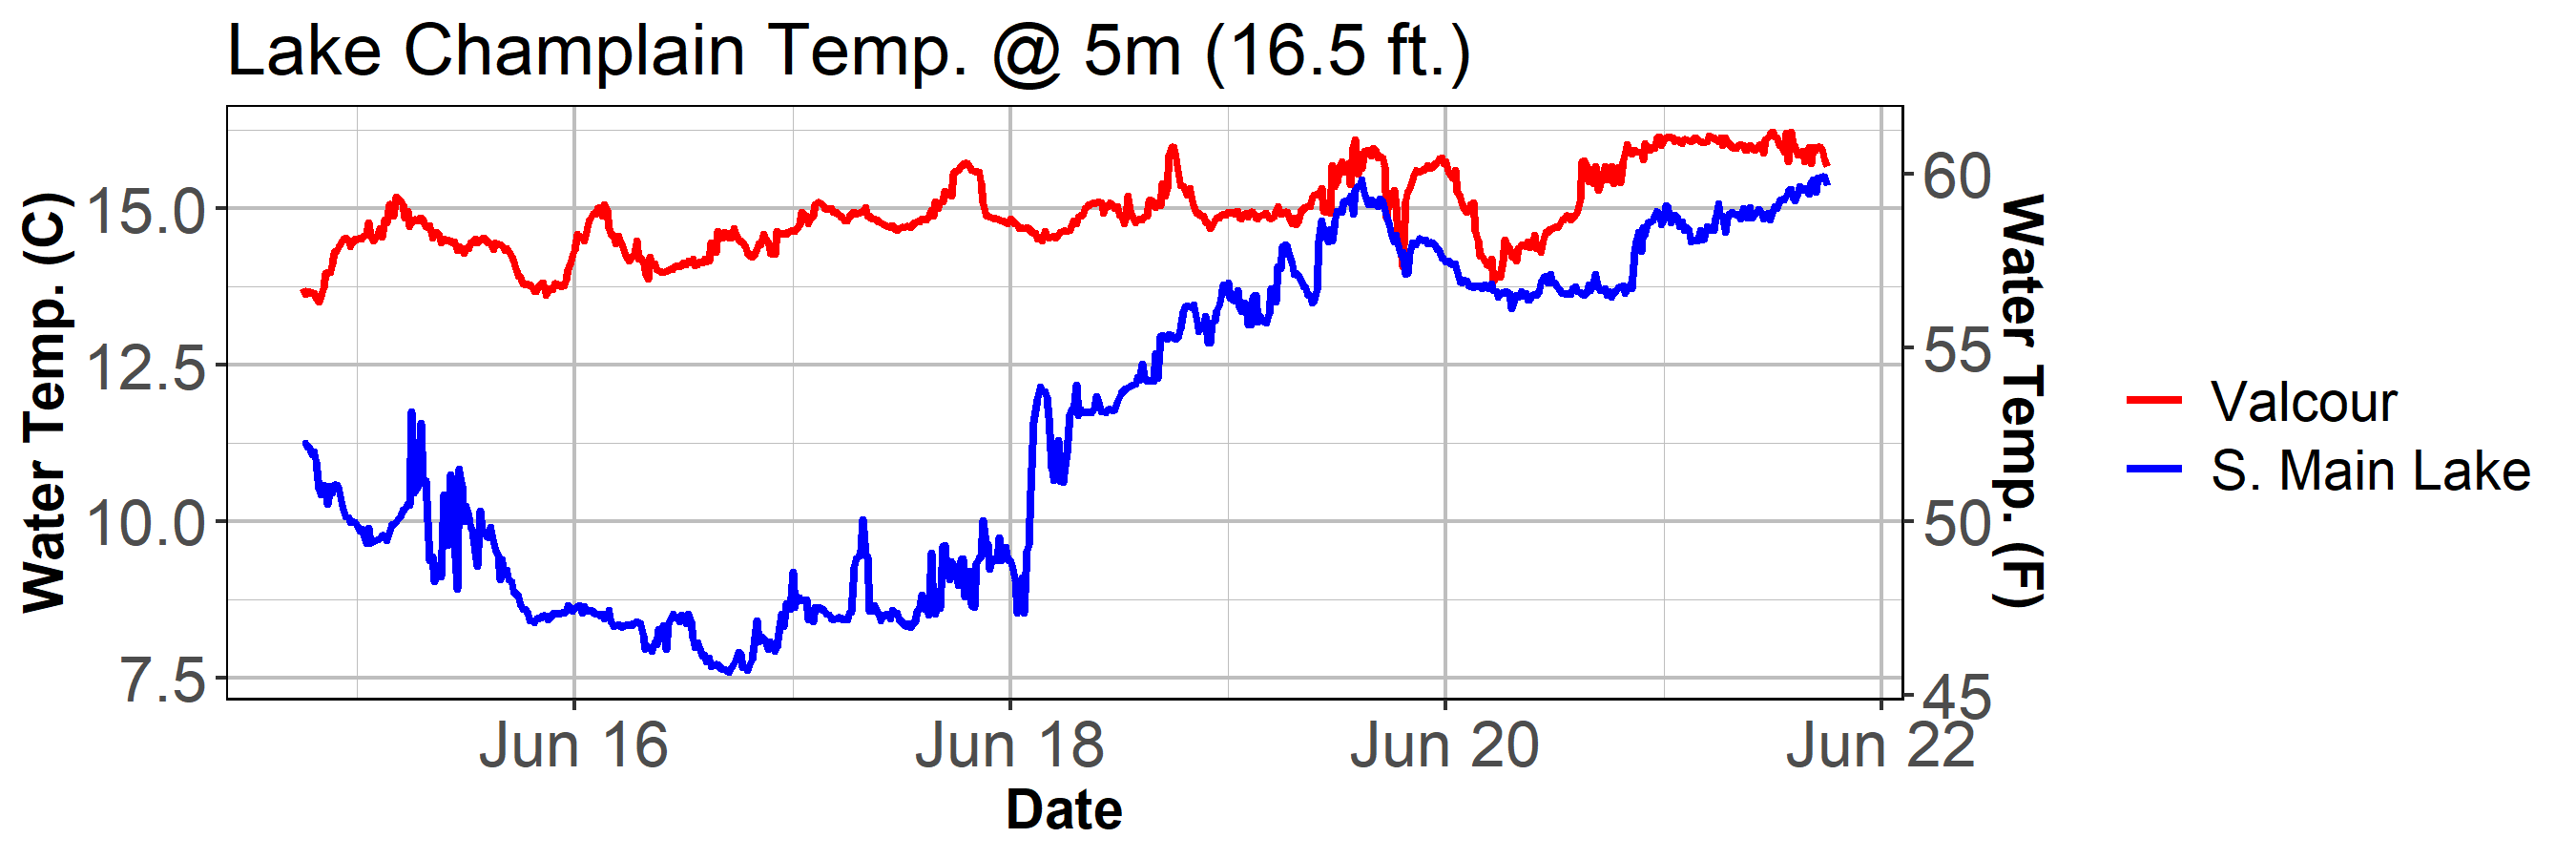 Lake Champlain Temp. @ 5m (16.5 ft.)
Water Temp. (C)
15.0
12.5
10.0
7.5
60
55
50
45
Water Temp. (F)
Jun 16
Jun 18
Jun 20
Jun 22
Date
Valcour
S. Main Lake